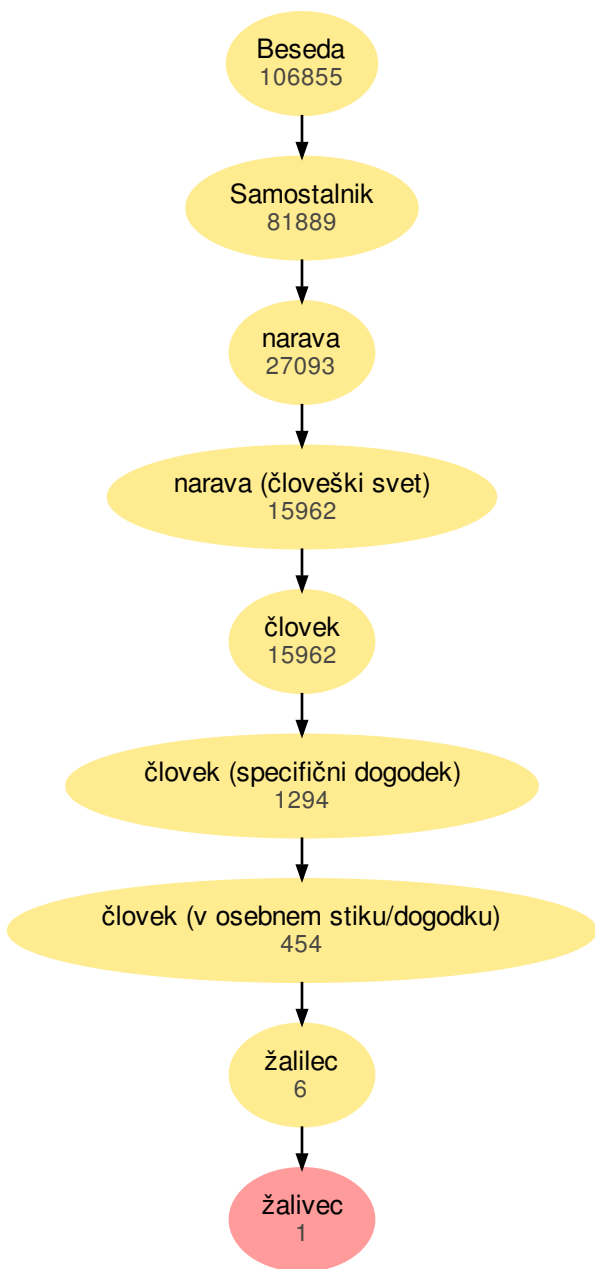 Beseda
106855
Samostalnik
81889
narava
27093
narava (človeški svet)
15962
človek
15962
človek (specifični dogodek)
1294
človek (v osebnem stiku/dogodku)
454
žalilec
6
žalivec
1